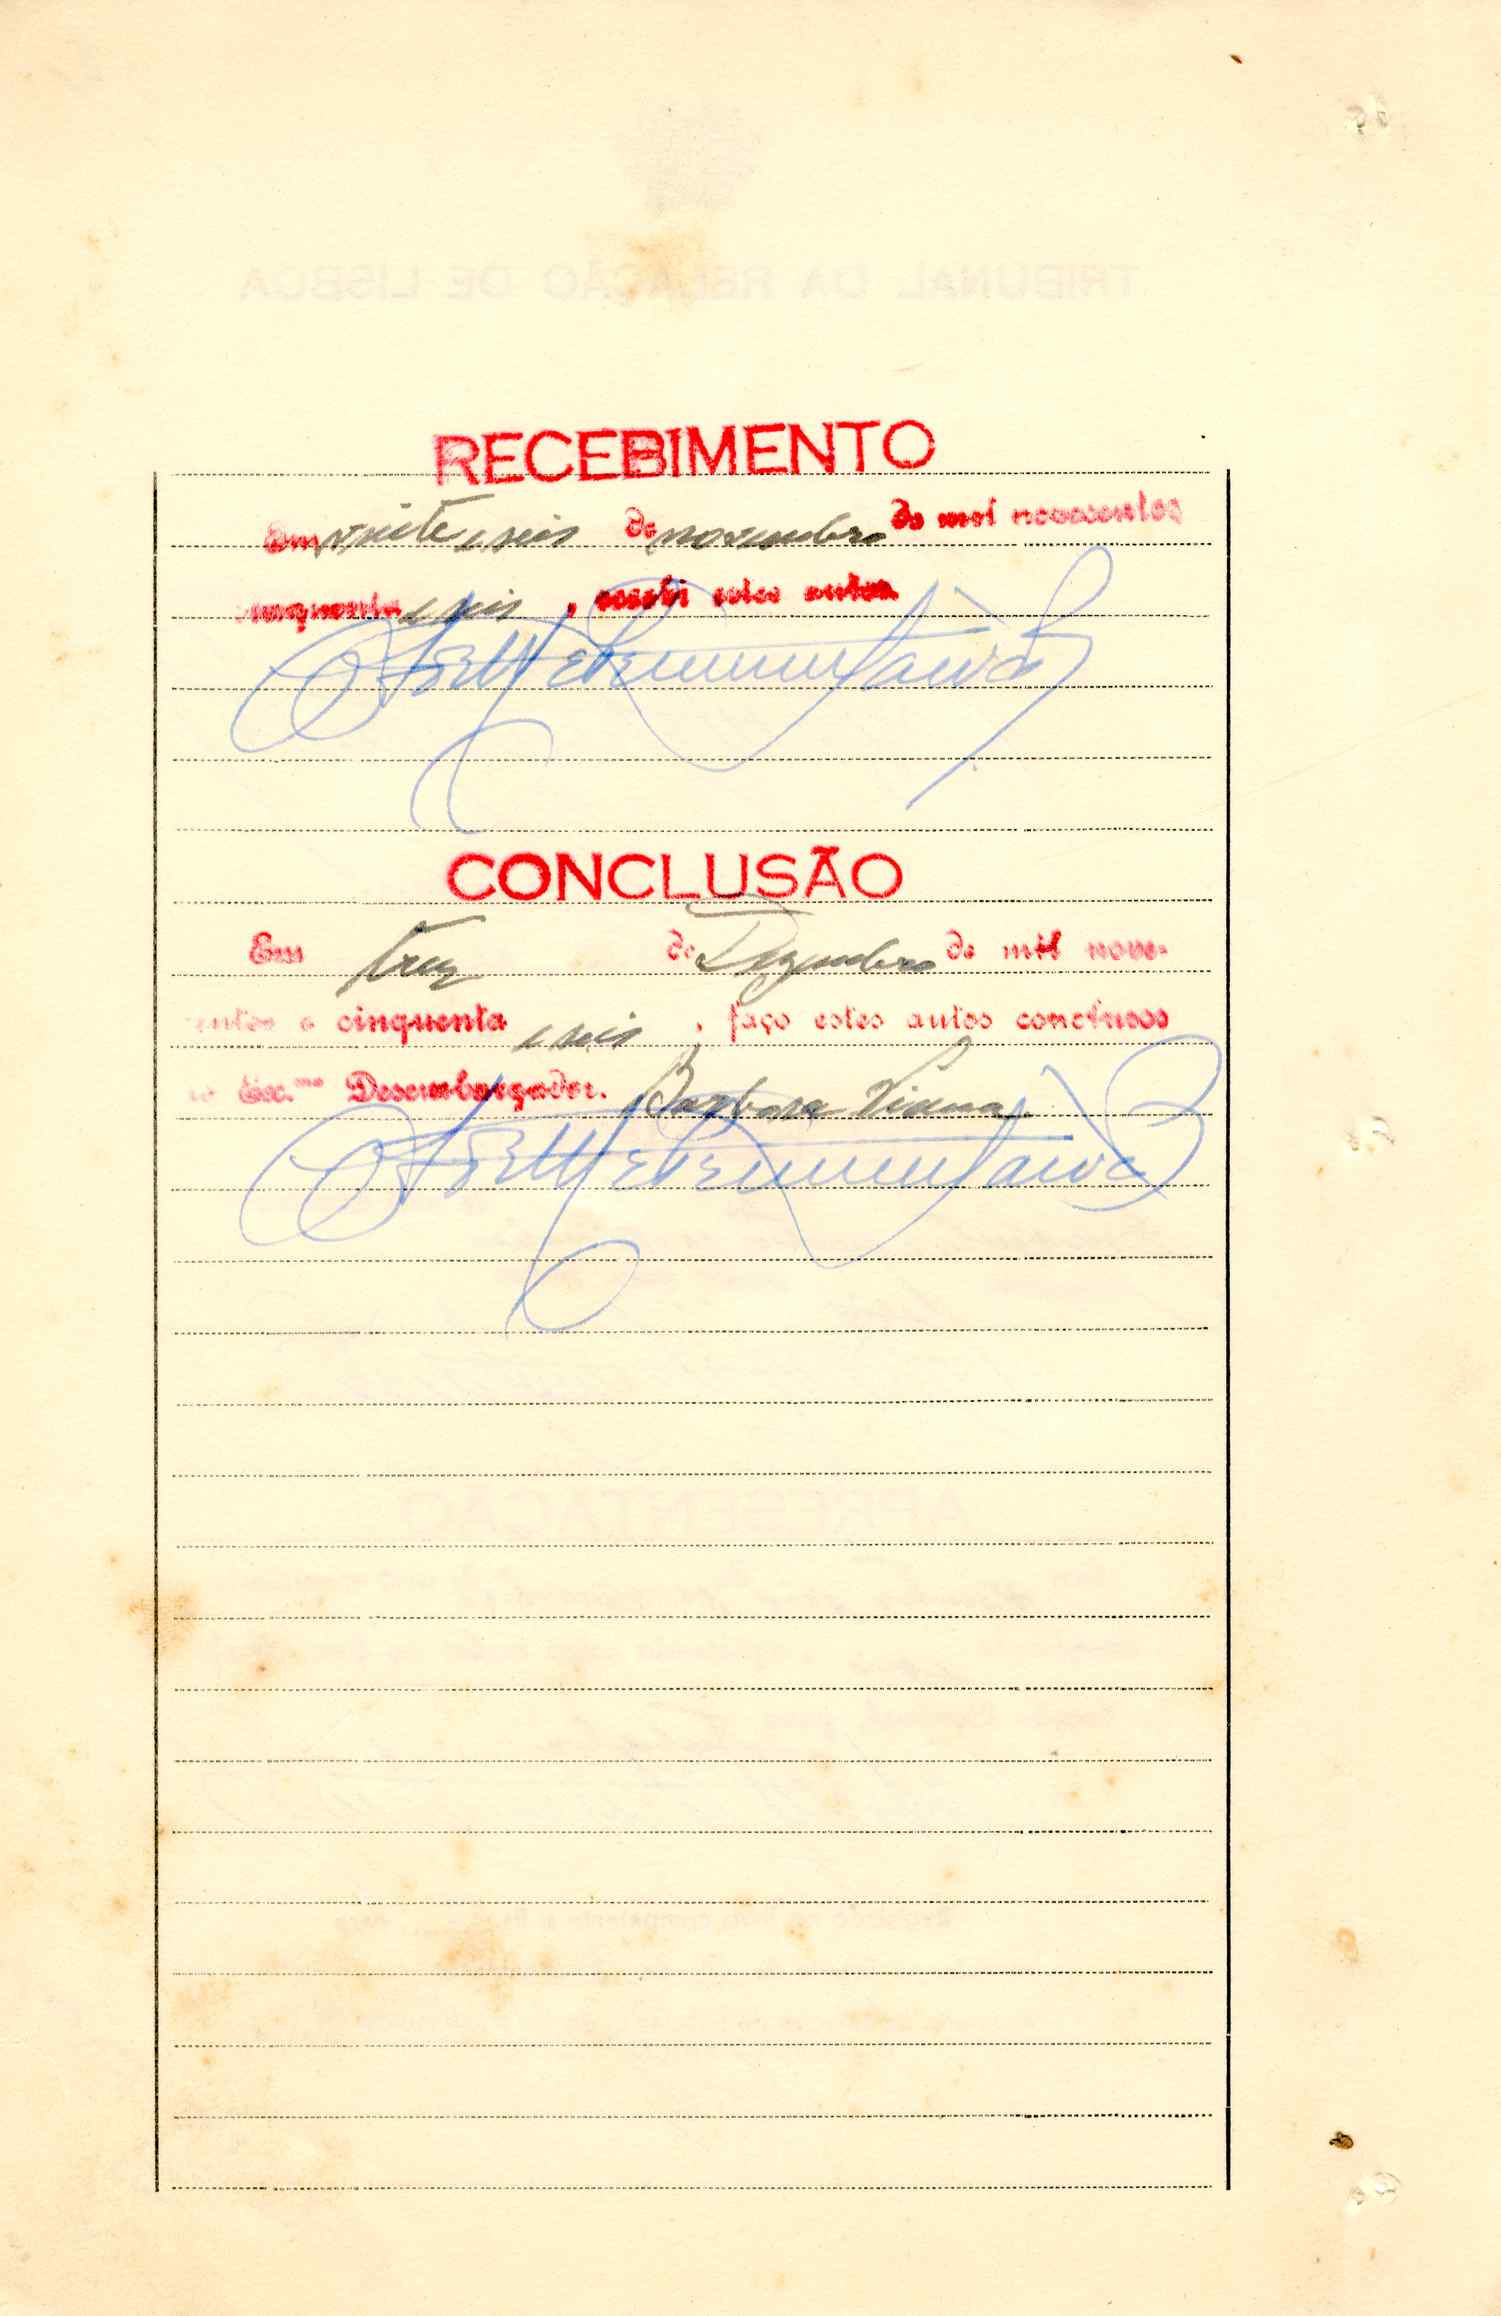 RECEBIMENTO
Em vinte e seis de novembro de mil novecentos
cinquenta e seis, recebi estes autos
CONCLUSÃO
Em tres de Dezembro de mil nove-
centos e cinquenta e seis, faço estes autos conclusos
ao Exc.mo Desembargador. Barbosa Viana.